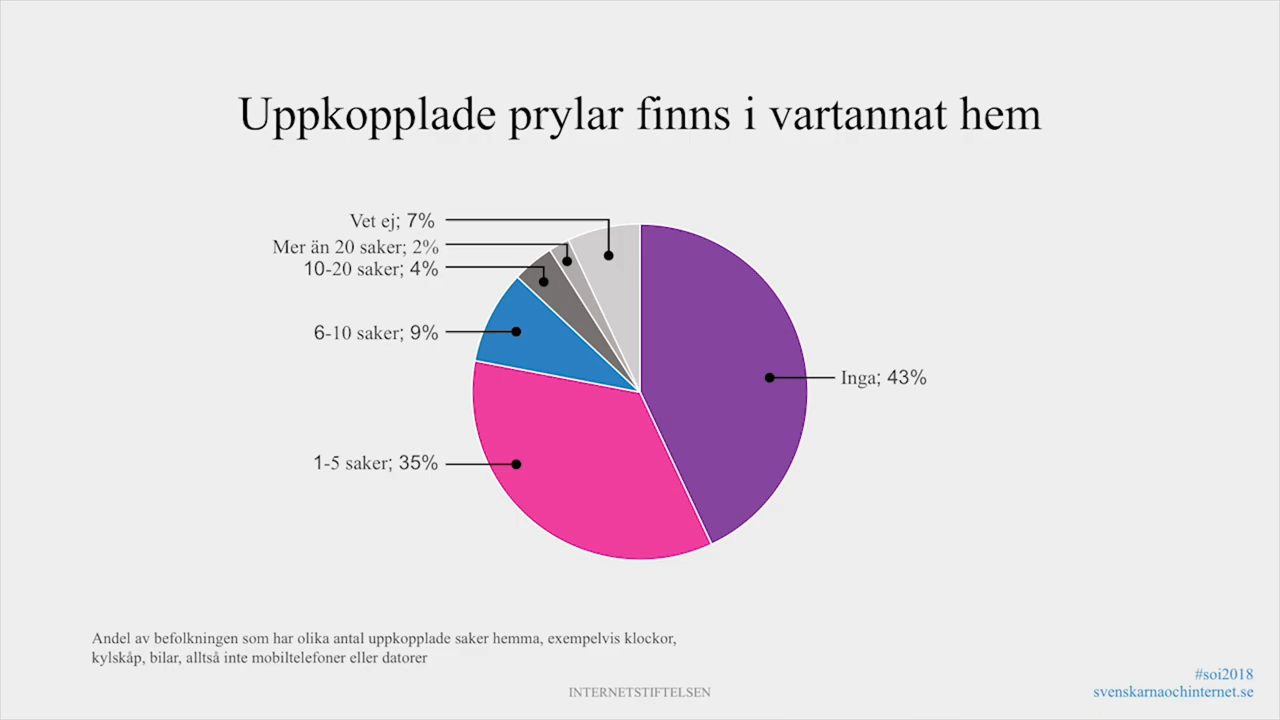 Uppkopplade prylar finns i vartannat hem
Vet ej; 7%
Mer än 20 saker; 2%
10-20 saker; 4%
6-10 saker; 9%
Inga; 43%
1-5 saker; 35%
Andel av befolkningen som har olika antal uppkopplade saker hemma, exempelvis klockor,
kylskåp, bilar, alltså inte mobiltelefoner eller datorer
#soi2018
svenskarnaochinternet.se
INTERNETSTIFTELSEN